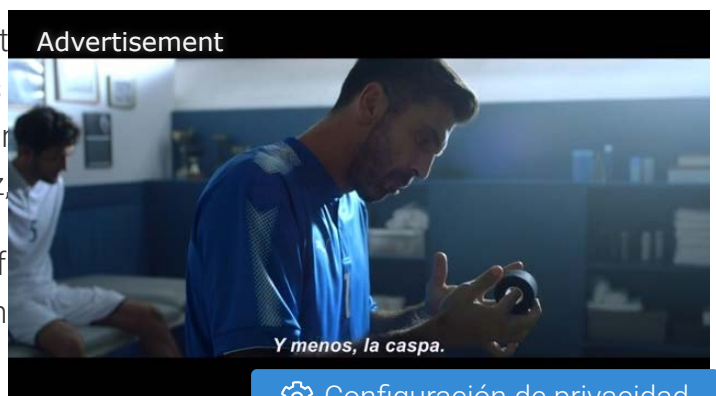 Advertisement
Y menos, la caspa.
Configuración de privacidad